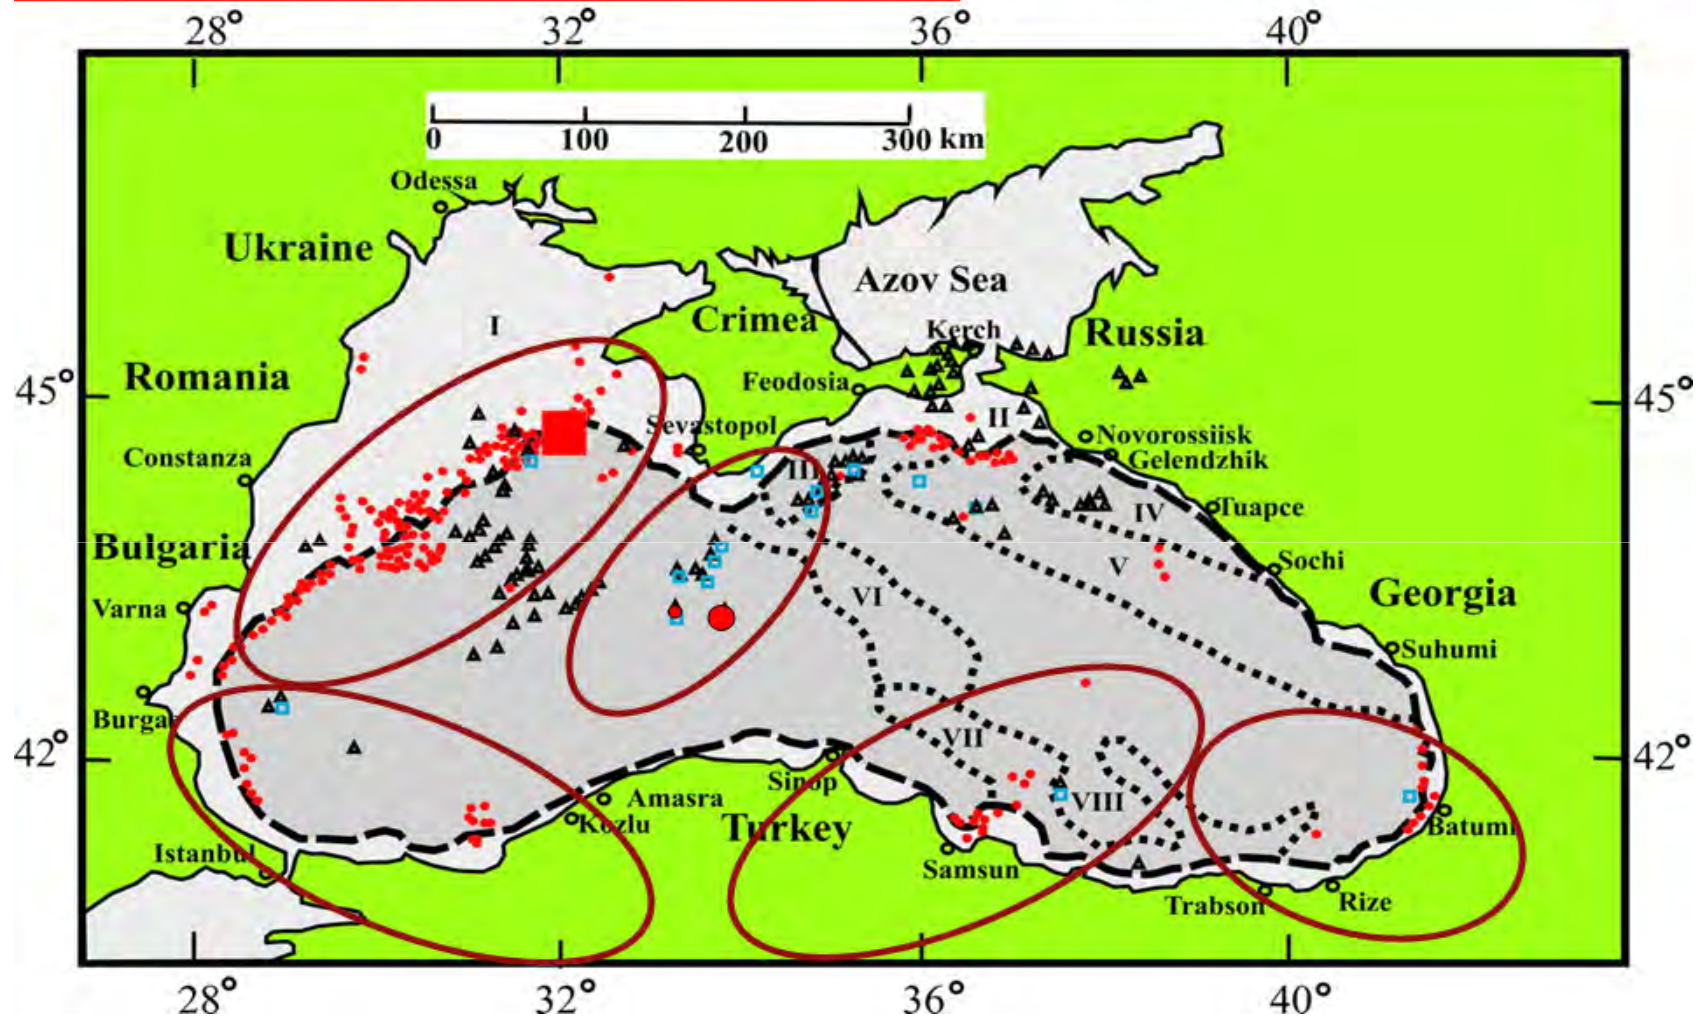 28° 32° 36° 40°
0 100 200 300 km
Odessa
Ukraine
Azov Sea
I
Crimea
Kerch
Russia
45° 45°
Romania
Feodosia
II
Sevastopol
Novorossiisk
Constanza
Gelendzhik
III
IV
Tuapce
Bulgaria
V
Sochi
Varna
VI
Georgia
Suhumi
Burgas
42° 42°
VII
Sinop
Amasra
VIII
Kozlu
Turkey
Batumi
Istanbul
Samsun
Trabson
Rize
28° 32° 36° 40°